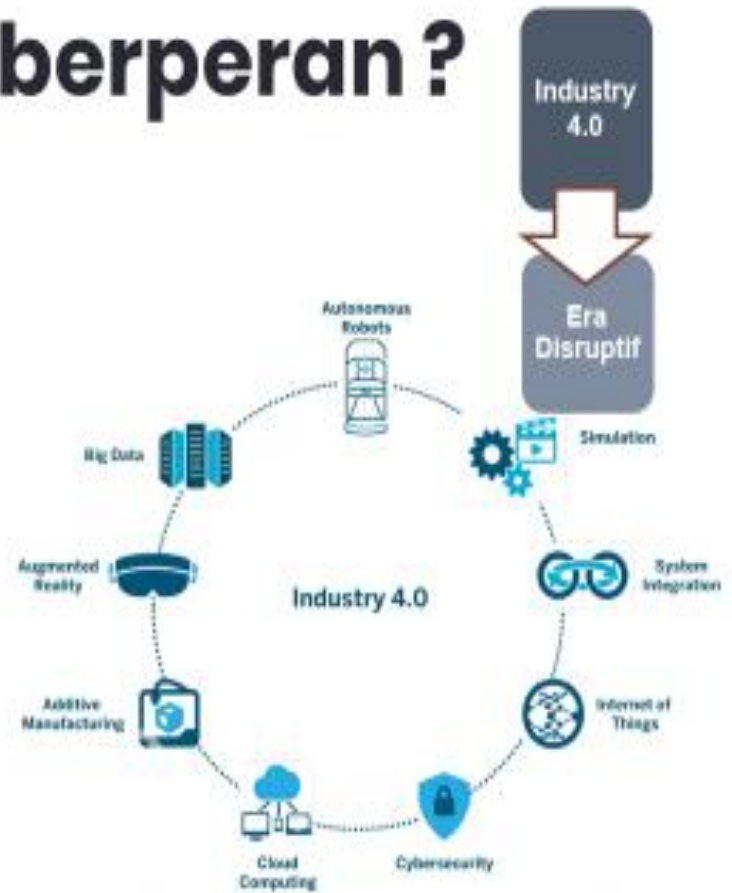 berperan ?
Industry
4.0
Era
Disruptif
Autonomous
Robots
Simulation
Big Data
System
Integration
Augmented
Reality
Industry 4.0
Internet of
Things
Additive
Manufacturing
Cybersecurity
Cloud
Computing